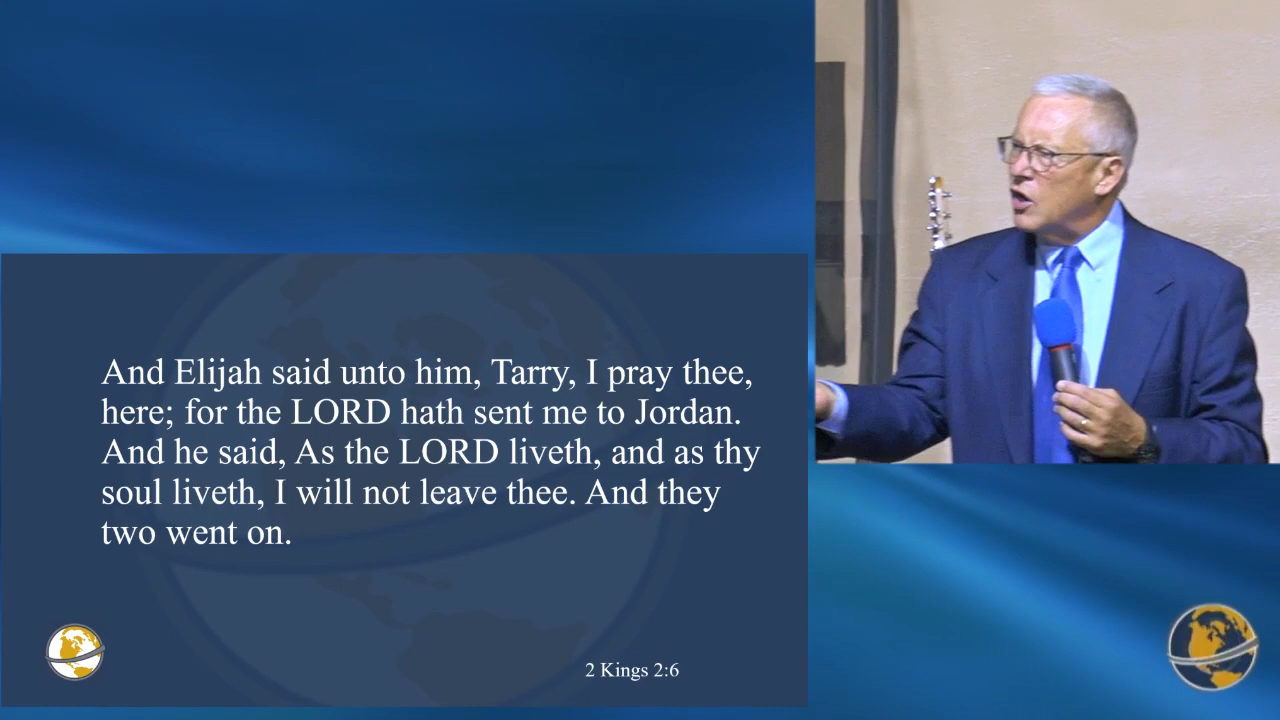 And Elijah said unto him, Tarry, I pray thee,
here; for the LORD hath sent me to Jordan.
And he said, As the LORD liveth, and as thy
soul liveth, I will not leave thee. And they
two went on.
2 Kings 2:6